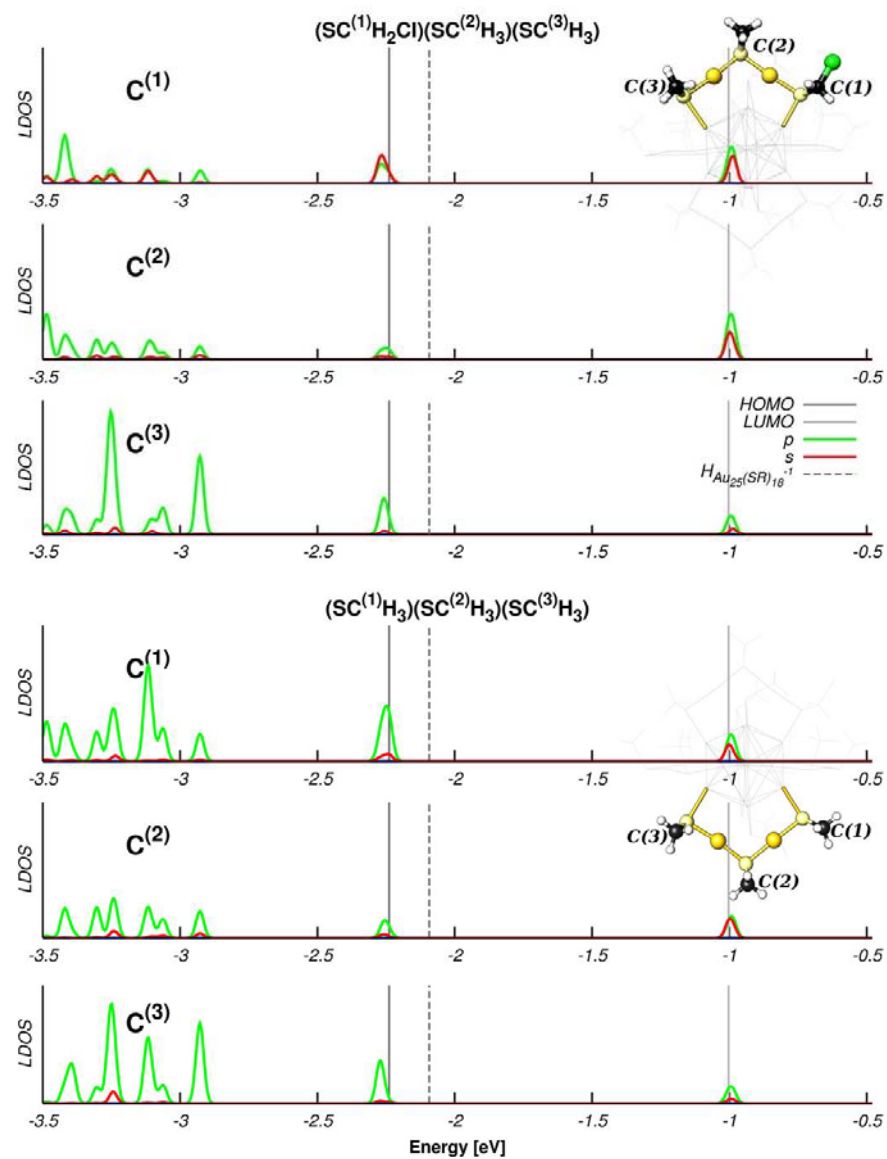 (SC⁽¹⁾H₂Cl)(SC⁽²⁾H₃)(SC⁽³⁾H₃)
LDOS
C⁽¹⁾
C(2)
C(3)
C(1)
-3.5 -3 -2.5 -2 -1.5 -1 -0.5
LDOS
C⁽²⁾
-3.5 -3 -2.5 -2 -1.5 -1 -0.5
LDOS
C⁽³⁾
HOMO
LUMO
p
s
H_Au₂₅(SR)₁₈⁻¹
-3.5 -3 -2.5 -2 -1.5 -1 -0.5
(SC⁽¹⁾H₃)(SC⁽²⁾H₃)(SC⁽³⁾H₃)
LDOS
C⁽¹⁾
-3.5 -3 -2.5 -2 -1.5 -1 -0.5
LDOS
C⁽²⁾
C(3)
C(1)
C(2)
-3.5 -3 -2.5 -2 -1.5 -1 -0.5
LDOS
C⁽³⁾
-3.5 -3 -2.5 -2 -1.5 -1 -0.5
Energy [eV]